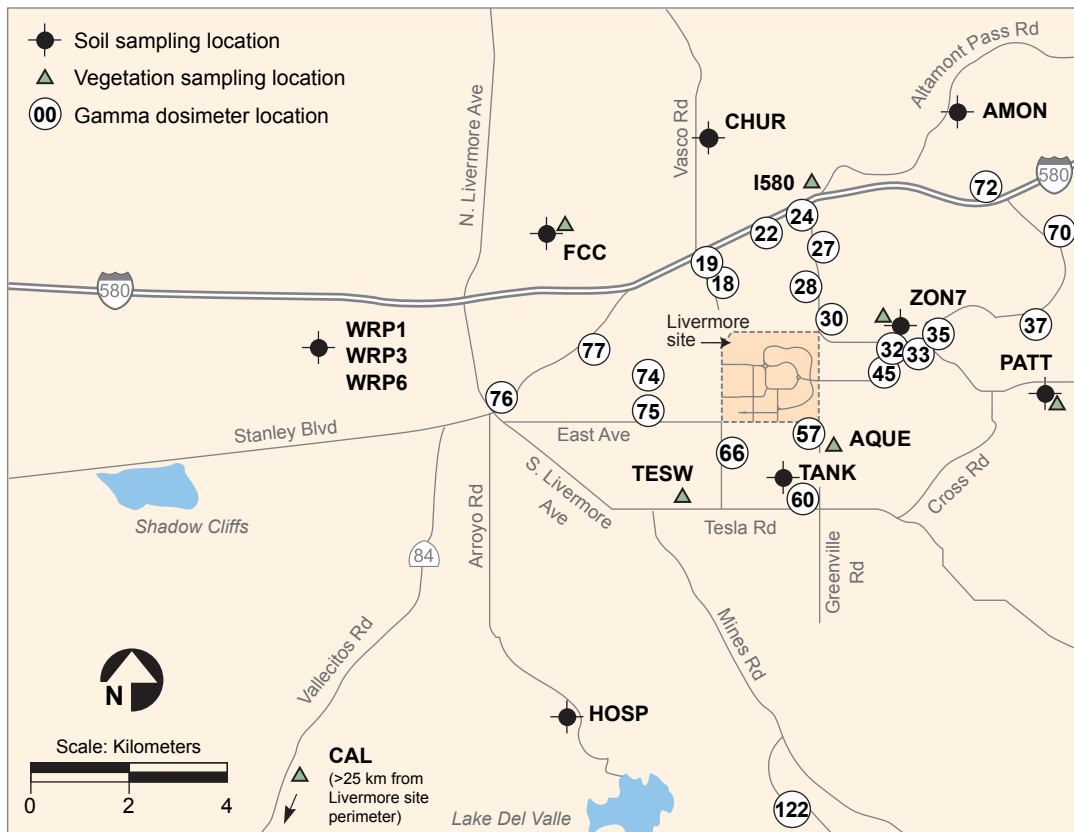 Soil sampling location
Vegetation sampling location
00 Gamma dosimeter location
N. Livermore Ave
Vasco Rd
Altamont Pass Rd
CHUR
AMON
I580
72
580
24
22
70
27
FCC
19
18
28
580
ZON7
30
Livermore
site
35
37
WRP1
WRP3
WRP6
32
33
77
45
PATT
74
76
75
Stanley Blvd
East Ave
57
AQUE
66
TESW
TANK
60
S. Livermore
Ave
Tesla Rd
Cross Rd
Shadow Cliffs
Arroyo Rd
84
Greenville
Rd
Vallecitos Rd
Mines Rd
N
HOSP
Scale: Kilometers
0 2 4
CAL
(>25 km from
Livermore site
perimeter)
Lake Del Valle
122